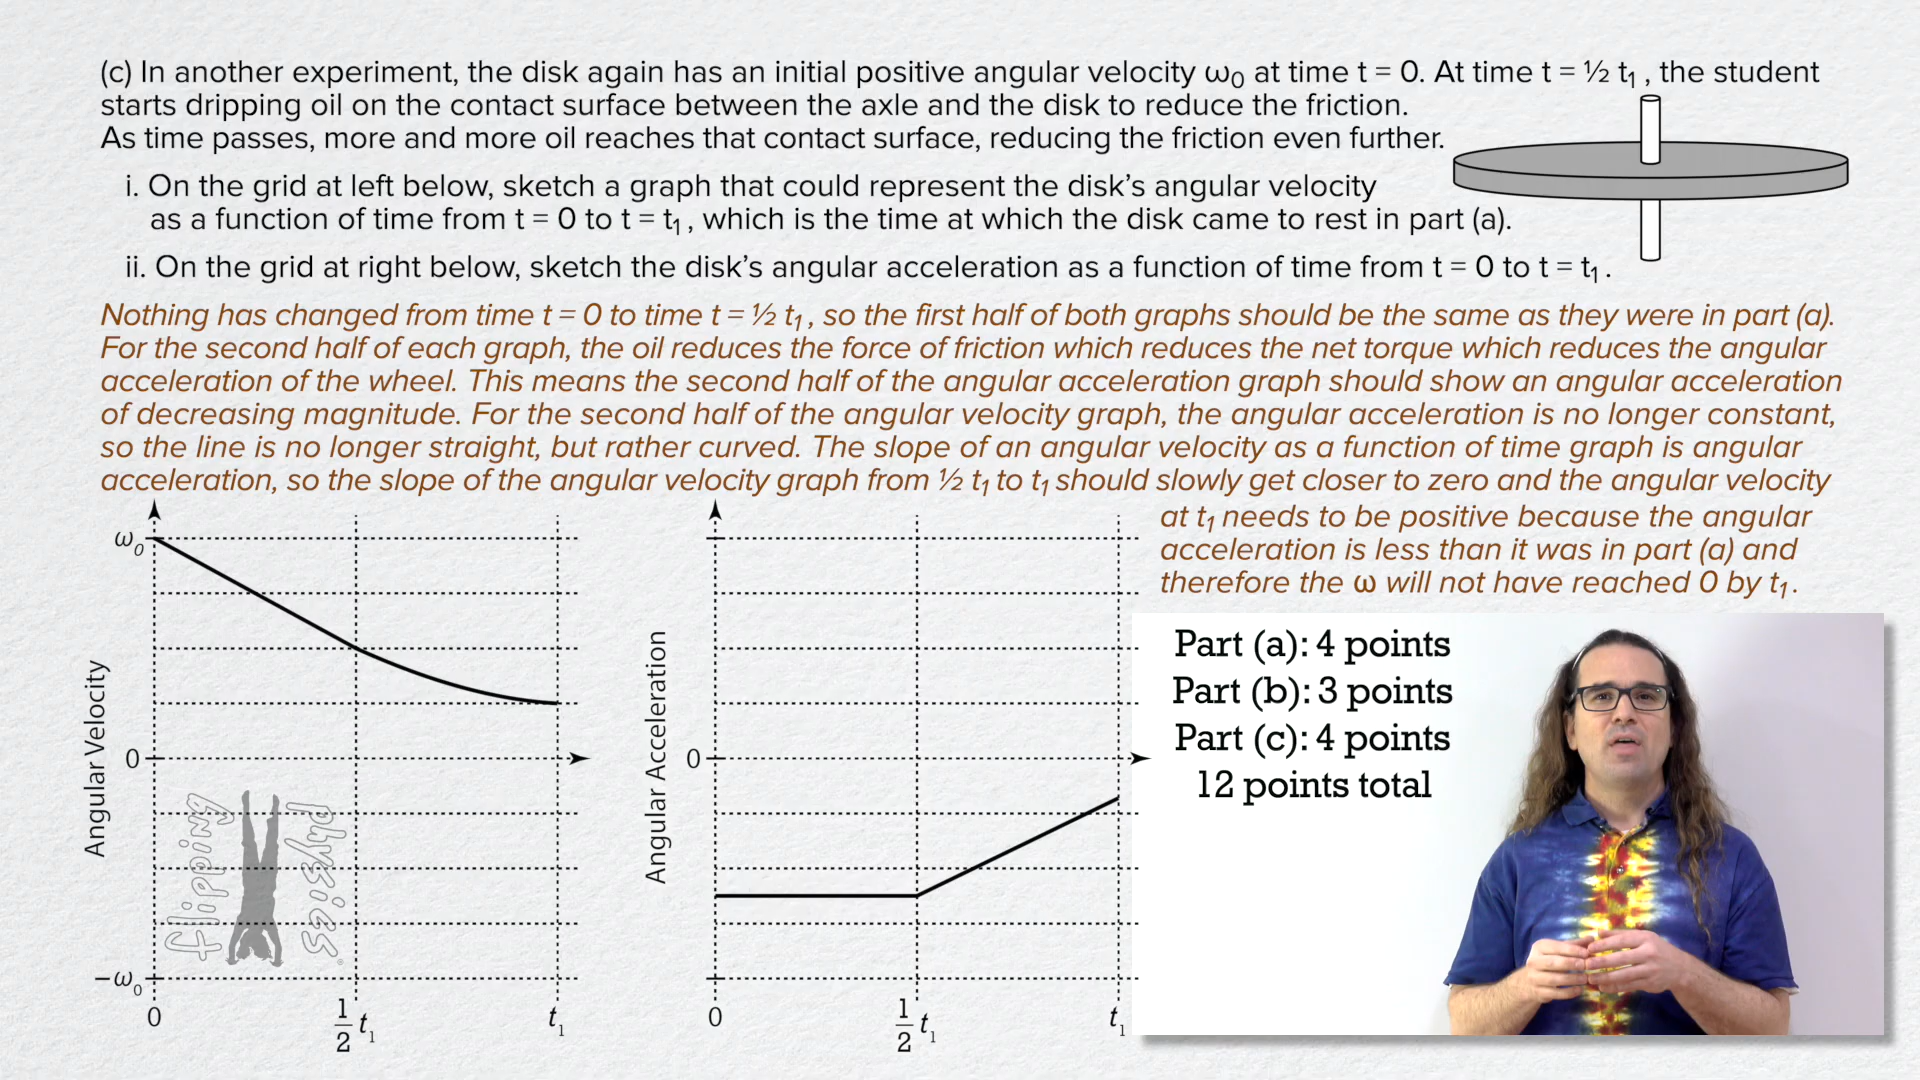 (c) In another experiment, the disk again has an initial positive angular velocity ω₀ at time t = 0. At time t = ½ t₁ , the student
starts dripping oil on the contact surface between the axle and the disk to reduce the friction.
As time passes, more and more oil reaches that contact surface, reducing the friction even further.
i. On the grid at left below, sketch a graph that could represent the disk's angular velocity
as a function of time from t = 0 to t = t₁ , which is the time at which the disk came to rest in part (a).
ii. On the grid at right below, sketch the disk's angular acceleration as a function of time from t = 0 to t = t₁ .
Nothing has changed from time t = 0 to time t = ½ t₁ , so the first half of both graphs should be the same as they were in part (a).
For the second half of each graph, the oil reduces the force of friction which reduces the net torque which reduces the angular
acceleration of the wheel. This means the second half of the angular acceleration graph should show an angular acceleration
of decreasing magnitude. For the second half of the angular velocity graph, the angular acceleration is no longer constant,
so the line is no longer straight, but rather curved. The slope of an angular velocity as a function of time graph is angular
acceleration, so the slope of the angular velocity graph from ½ t₁ to t₁ should slowly get closer to zero and the angular velocity
at t₁ needs to be positive because the angular
acceleration is less than it was in part (a) and
therefore the ω will not have reached 0 by t₁ .
Angular Velocity
ω₀
0
−ω₀
0
1/2 t₁
t₁
flipping
physics
Angular Acceleration
0
0
1/2 t₁
t₁
Part (a): 4 points
Part (b): 3 points
Part (c): 4 points
12 points total